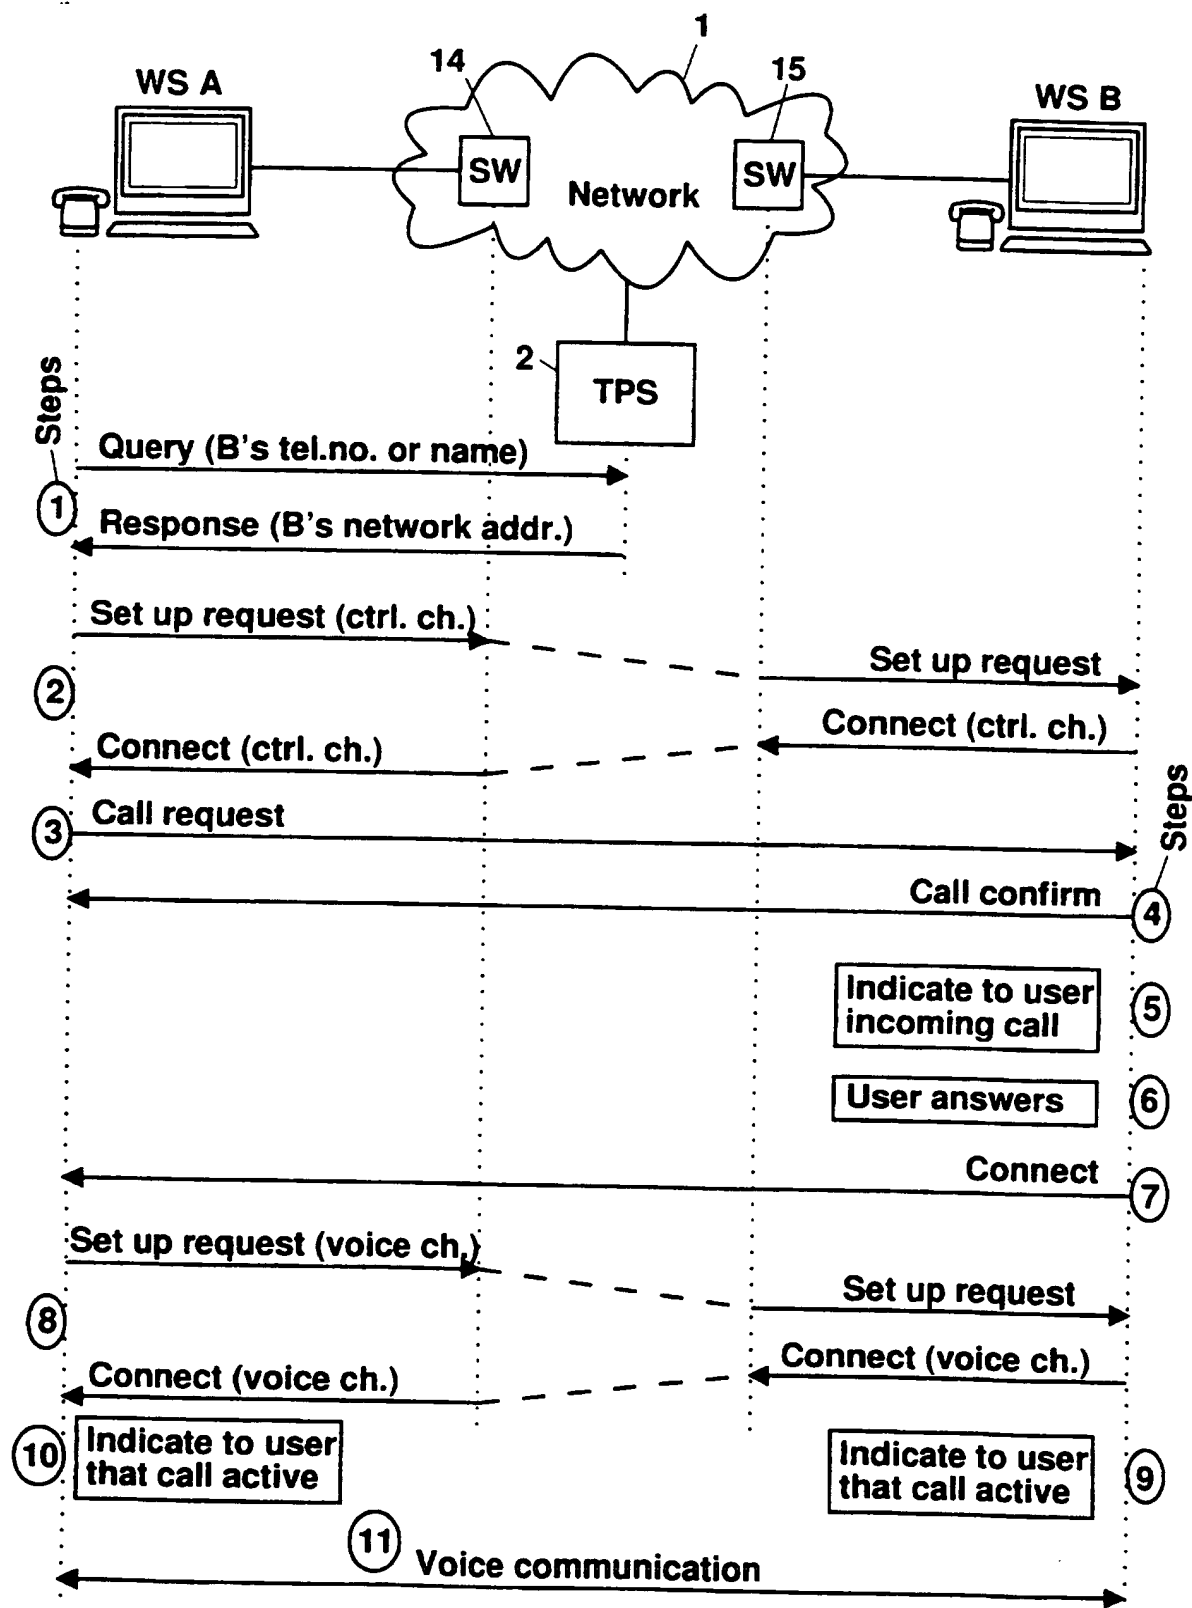 1
14
15
WS A
WS B
SW
SW
Network
2
TPS
Steps
Query (B's tel.no. or name)
1
Response (B's network addr.)
Set up request (ctrl. ch.)
Set up request
2
Connect (ctrl. ch.)
Connect (ctrl. ch.)
Steps
3
Call request
Call confirm
4
Indicate to user
incoming call
5
User answers
6
Connect
7
Set up request (voice ch.)
Set up request
8
Connect (voice ch.)
Connect (voice ch.)
10
Indicate to user
that call active
Indicate to user
that call active
9
11
Voice communication